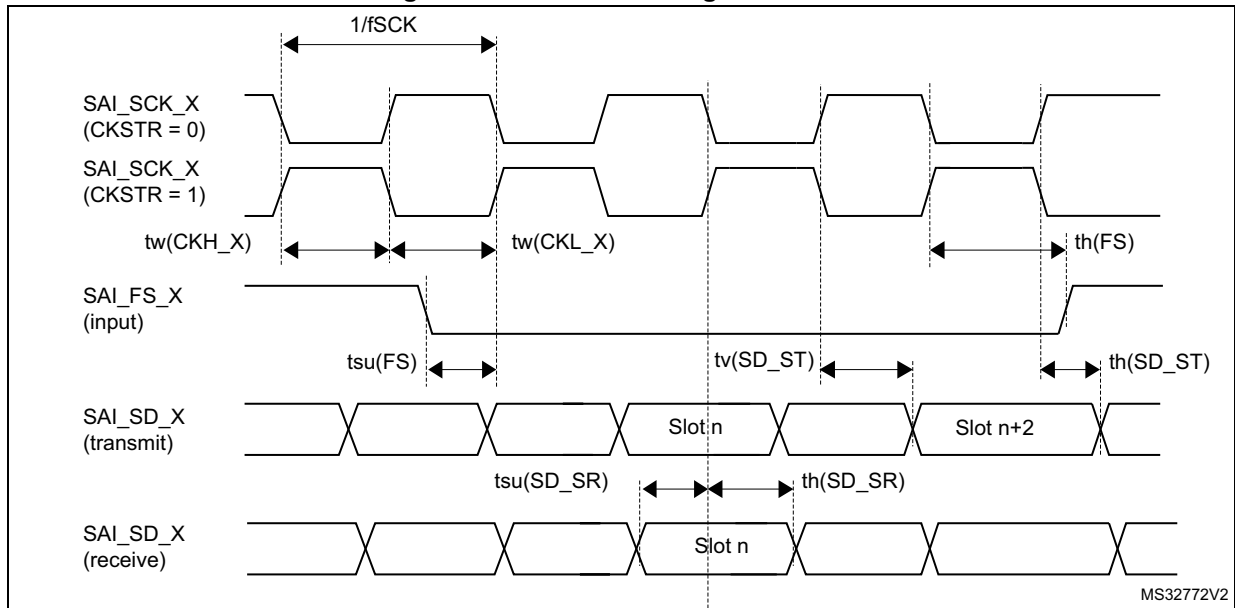 1/fSCK
SAI_SCK_X
(CKSTR = 0)
SAI_SCK_X
(CKSTR = 1)
tw(CKH_X)
tw(CKL_X)
th(FS)
SAI_FS_X
(input)
tsu(FS)
tv(SD_ST)
th(SD_ST)
SAI_SD_X
(transmit)
Slot n
Slot n+2
tsu(SD_SR)
th(SD_SR)
SAI_SD_X
(receive)
Slot n
MS32772V2